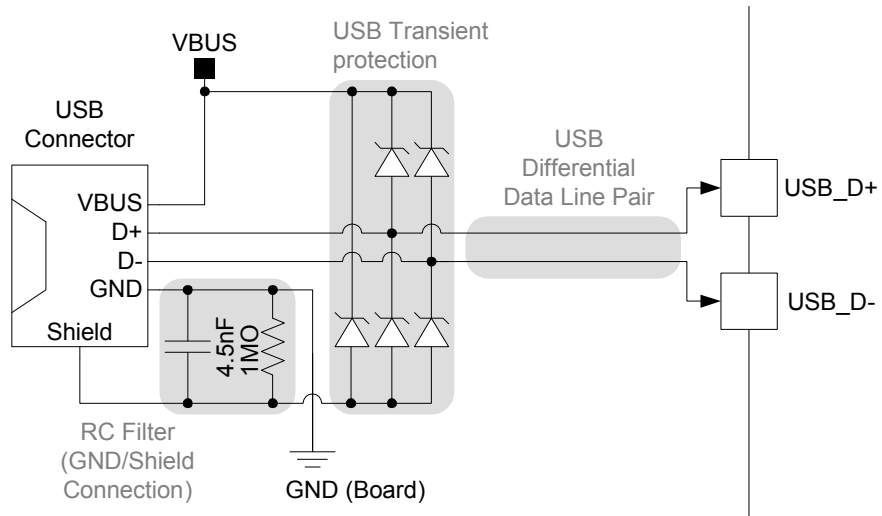 USB Transient
protection
VBUS
USB
Connector
USB
Differential
Data Line Pair
VBUS
D+
D-
GND
Shield
USB_D+
USB_D-
4.5nF
1MO
RC Filter
(GND/Shield
Connection)
GND (Board)